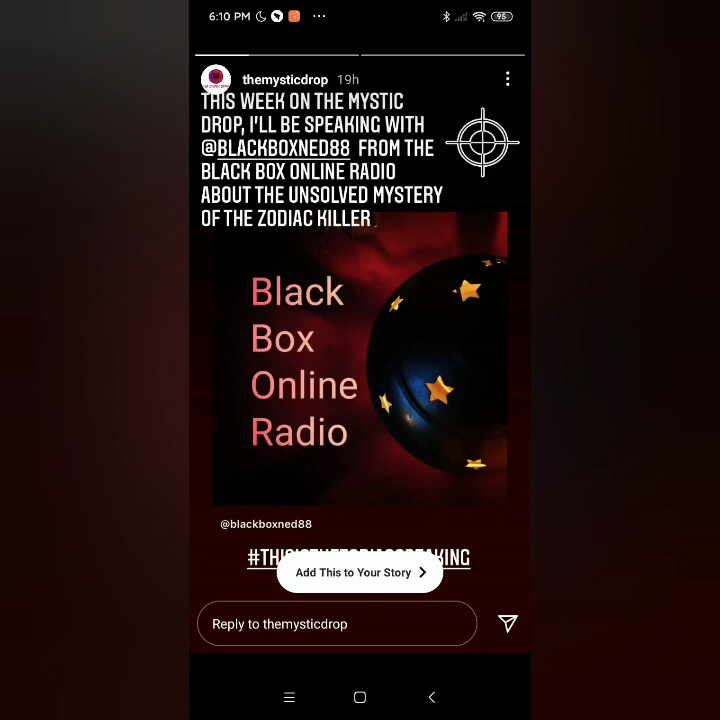 6:10 PM
95
themysticdrop 19h
THIS WEEK ON THE MYSTIC
DROP, I'LL BE SPEAKING WITH
@BLACKBOXNED88 FROM THE
BLACK BOX ONLINE RADIO
ABOUT THE UNSOLVED MYSTERY
OF THE ZODIAC KILLER
Black
Box
Online
Radio
@blackboxned88
Add This to Your Story
Reply to themysticdrop